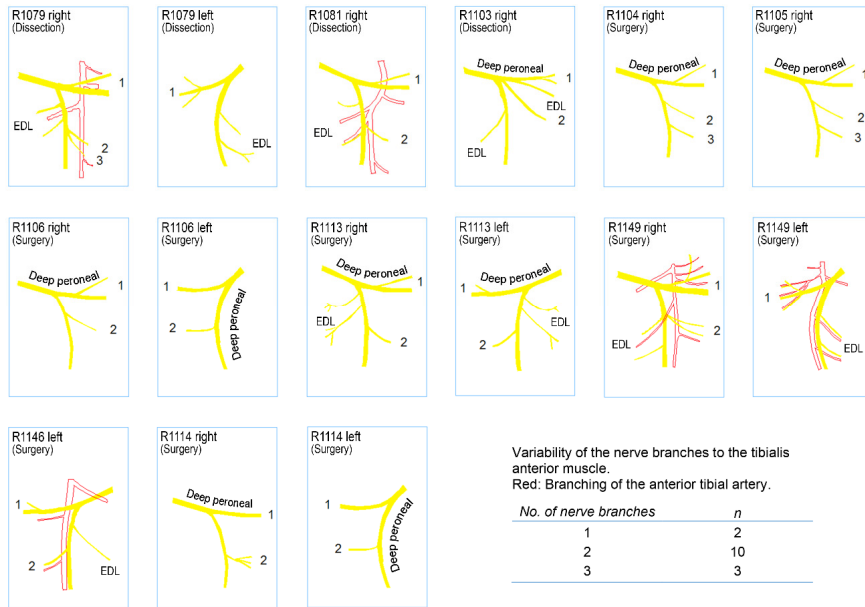 R1079 right
(Dissection)
1
EDL
2
3
R1079 left
(Dissection)
1
EDL
R1081 right
(Dissection)
1
EDL
2
R1103 right
(Dissection)
Deep peroneal
1
EDL
2
EDL
R1104 right
(Surgery)
Deep peroneal
1
2
3
R1105 right
(Surgery)
Deep peroneal
1
2
3
R1106 right
(Surgery)
Deep peroneal
1
2
R1106 left
(Surgery)
1
2
Deep peroneal
R1113 right
(Surgery)
Deep peroneal
1
EDL
2
R1113 left
(Surgery)
Deep peroneal
1
EDL
2
R1149 right
(Surgery)
1
2
EDL
R1149 left
(Surgery)
1
EDL
R1146 left
(Surgery)
1
2
EDL
R1114 right
(Surgery)
Deep peroneal
1
2
R1114 left
(Surgery)
1
2
Deep peroneal
Variability of the nerve branches to the tibialis
anterior muscle.
Red: Branching of the anterior tibial artery.
No. of nerve branches n
1 2
2 10
3 3